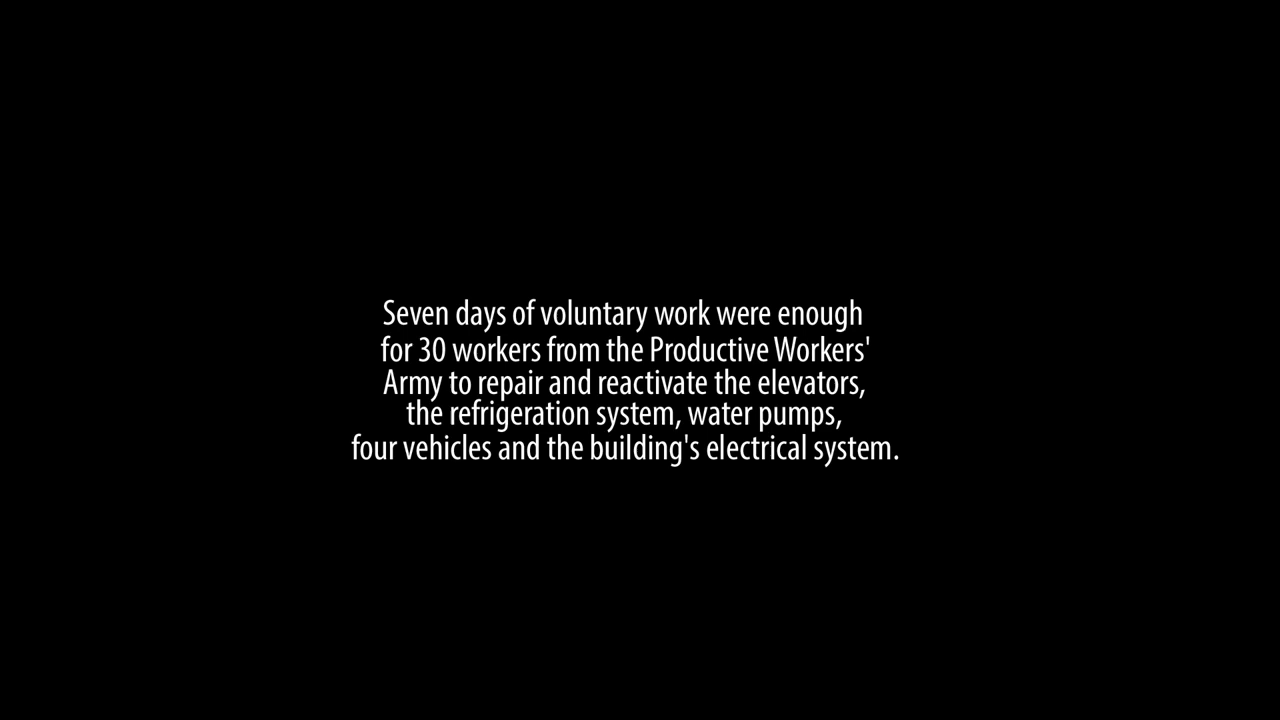 Seven days of voluntary work were enough
for 30 workers from the Productive Workers'
Army to repair and reactivate the elevators,
the refrigeration system, water pumps,
four vehicles and the building's electrical system.